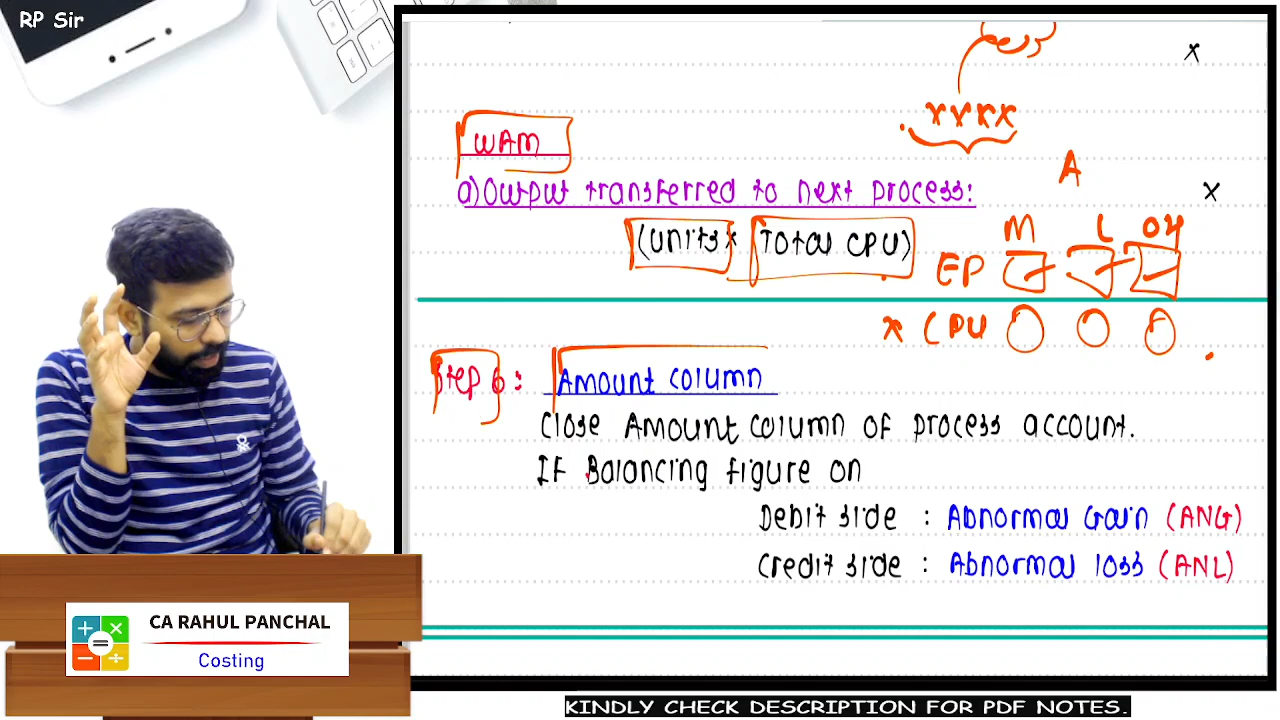 RP Sir
x
xxxx
WAM
A
a) Output transferred to next process:
x
(Units x Total CPU)
M L OH
EP
x CPU
Step 6: Amount column
Close Amount column of process account.
If Balancing figure on
Debit side : Abnormal Gain (ANG)
Credit side : Abnormal loss (ANL)
CA RAHUL PANCHAL
Costing
KINDLY CHECK DESCRIPTION FOR PDF NOTES.